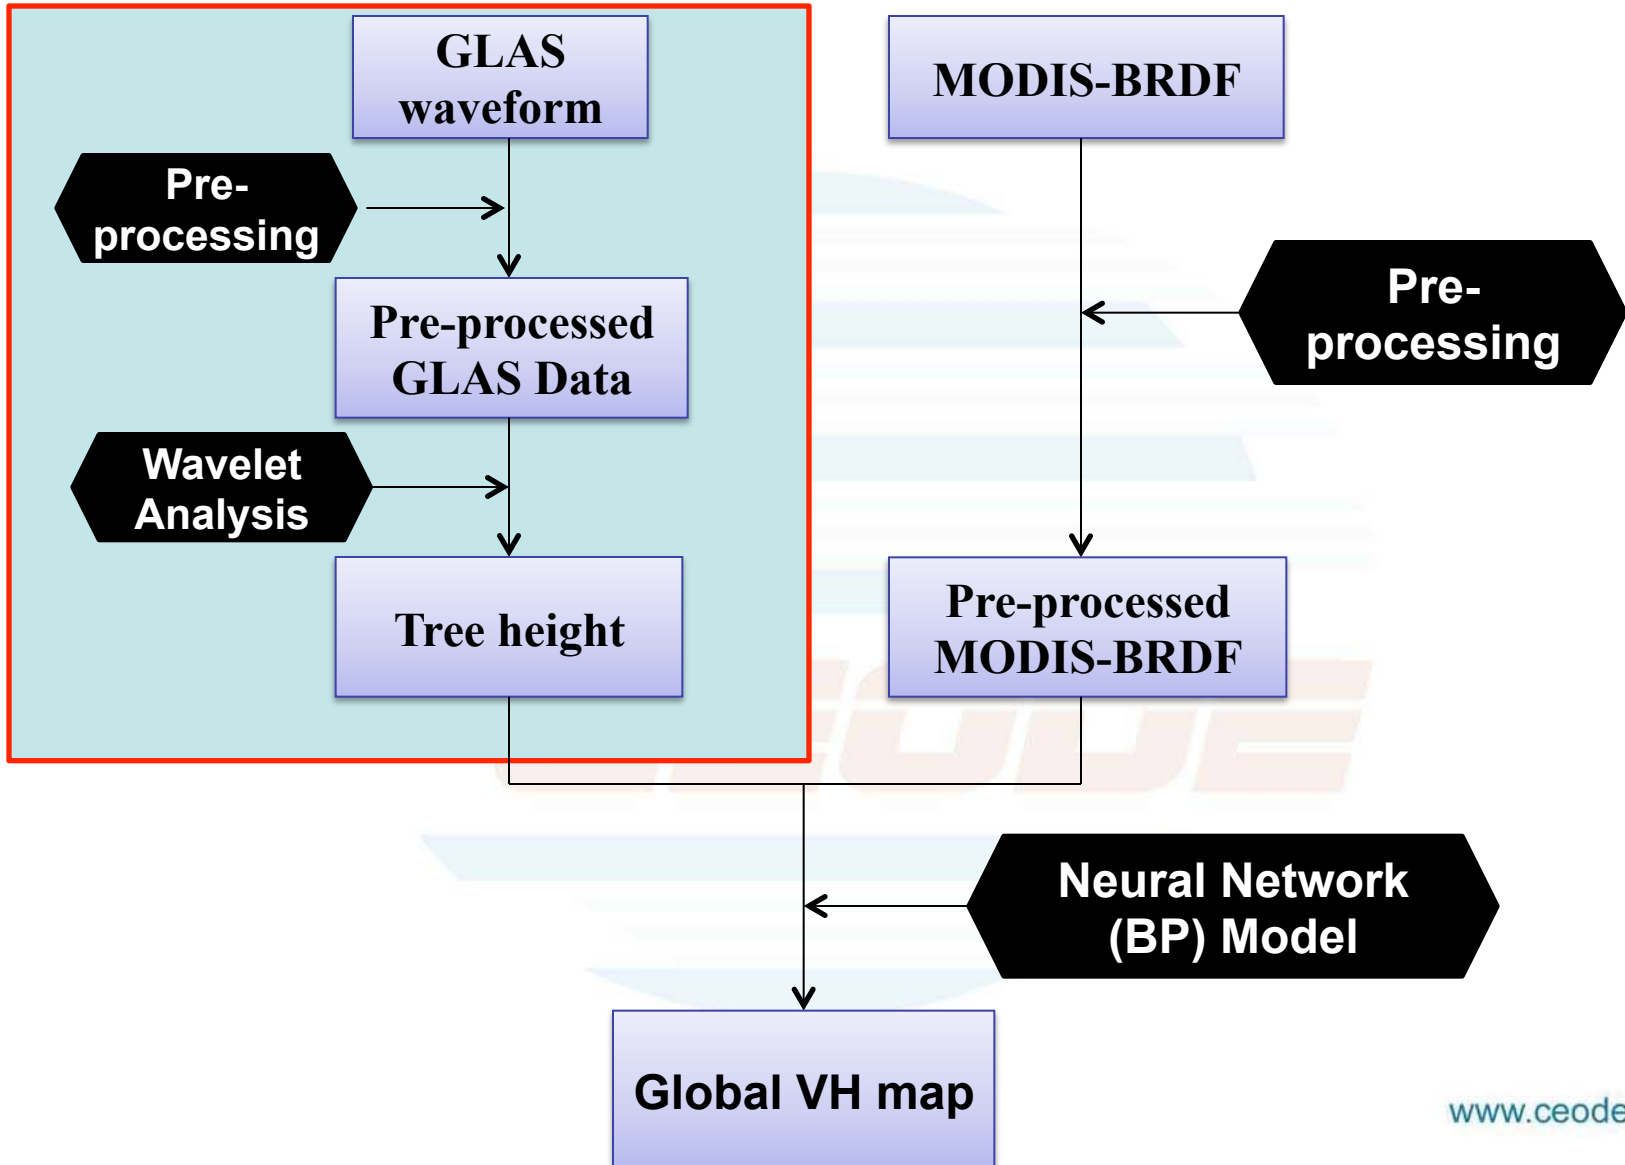 GLAS
waveform
MODIS-BRDF
Pre-
processing
Pre-
processing
Pre-processed
GLAS Data
Wavelet
Analysis
Tree height
Pre-processed
MODIS-BRDF
CEODE
Neural Network
(BP) Model
Global VH map
www.ceode